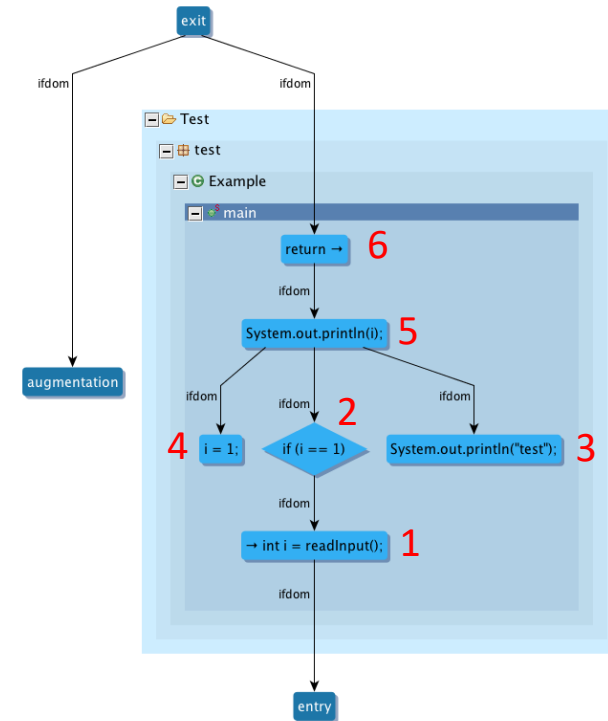 exit
ifdom
ifdom
Test
test
Example
main
return → 6
ifdom
System.out.println(i); 5
ifdom
ifdom
ifdom
2
4 i = 1;
if (i == 1)
System.out.println("test"); 3
augmentation
ifdom
→ int i = readInput(); 1
ifdom
entry